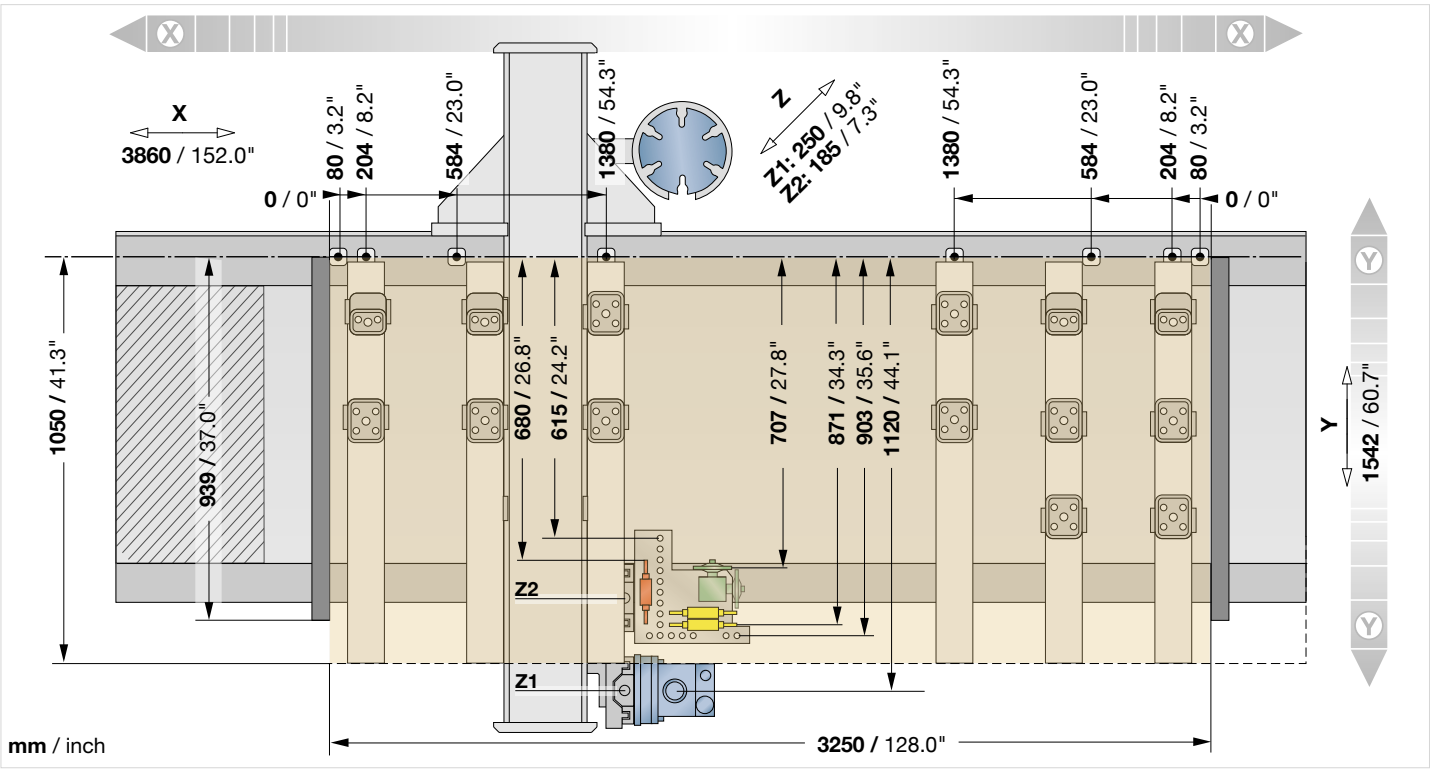 X
X
X
3860 / 152.0"
80 / 3.2"
204 / 8.2"
584 / 23.0"
1380 / 54.3"
0 / 0"
Z
Z1: 250 / 9.8"
Z2: 185 / 7.3"
1380 / 54.3"
584 / 23.0"
204 / 8.2"
80 / 3.2"
0 / 0"
Y
1050 / 41.3"
939 / 37.0"
680 / 26.8"
615 / 24.2"
707 / 27.8"
871 / 34.3"
903 / 35.6"
1120 / 44.1"
Y
1542 / 60.7"
Z2
Z1
Y
mm / inch
3250 / 128.0"